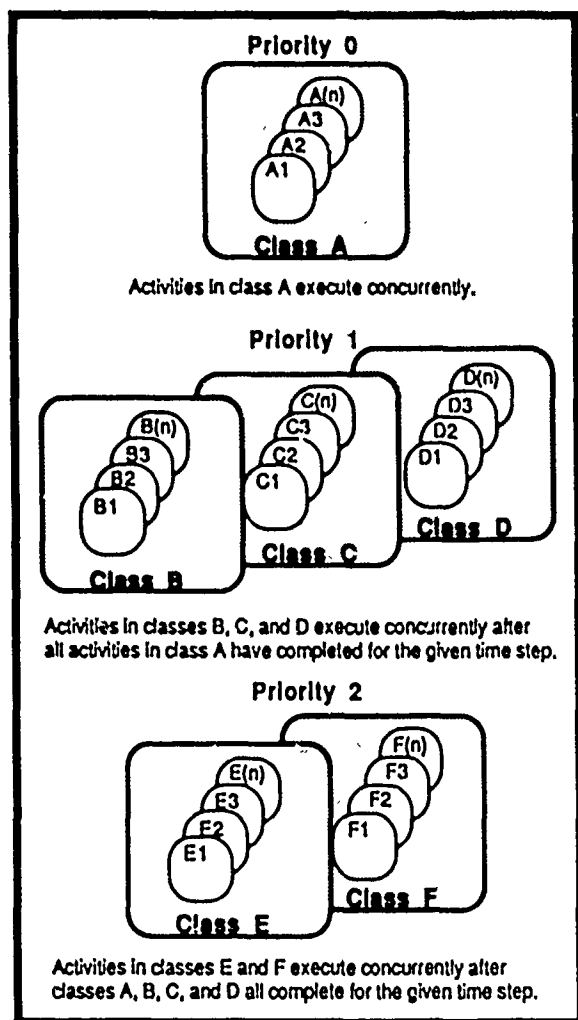 Priority 0
A(n)
A3
A2
A1
Class A
Activities in class A execute concurrently.
Priority 1
B(n)
B3
B2
B1
Class B
C(n)
C3
C2
C1
Class C
D(n)
D3
D2
D1
Class D
Activities in classes B, C, and D execute concurrently after
all activities in class A have completed for the given time step.
Priority 2
E(n)
E3
E2
E1
Class E
F(n)
F3
F2
F1
Class F
Activities in classes E and F execute concurrently after
classes A, B, C, and D all complete for the given time step.